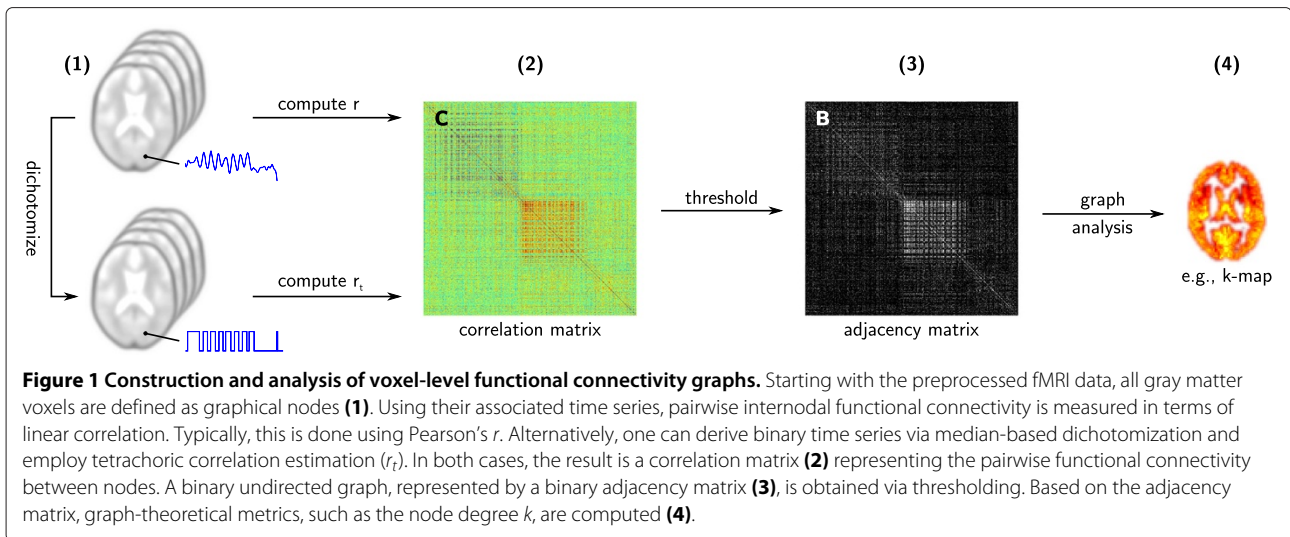 (1)
(2)
(3)
(4)
dichotomize
compute r
compute rₜ
C
correlation matrix
threshold
B
adjacency matrix
graph
analysis
e.g., k-map
Figure 1 Construction and analysis of voxel-level functional connectivity graphs. Starting with the preprocessed fMRI data, all gray matter
voxels are defined as graphical nodes (1). Using their associated time series, pairwise internodal functional connectivity is measured in terms of
linear correlation. Typically, this is done using Pearson's r. Alternatively, one can derive binary time series via median-based dichotomization and
employ tetrachoric correlation estimation (rₜ). In both cases, the result is a correlation matrix (2) representing the pairwise functional connectivity
between nodes. A binary undirected graph, represented by a binary adjacency matrix (3), is obtained via thresholding. Based on the adjacency
matrix, graph-theoretical metrics, such as the node degree k, are computed (4).